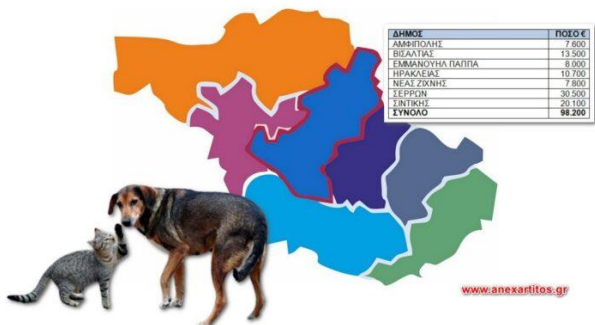 ΔΗΜΟΣ ΠΟΣΟ €
ΑΜΦΙΠΟΛΗΣ 7.600
ΒΙΣΑΛΤΙΑΣ 13.500
ΕΜΜΑΝΟΥΗΛ ΠΑΠΠΑ 8.000
ΗΡΑΚΛΕΙΑΣ 10.700
ΝΕΑΣ ΖΙΧΝΗΣ 7.800
ΣΕΡΡΩΝ 30.500
ΣΙΝΤΙΚΗΣ 20.100
ΣΥΝΟΛΟ 98.200
www.anexartitos.gr